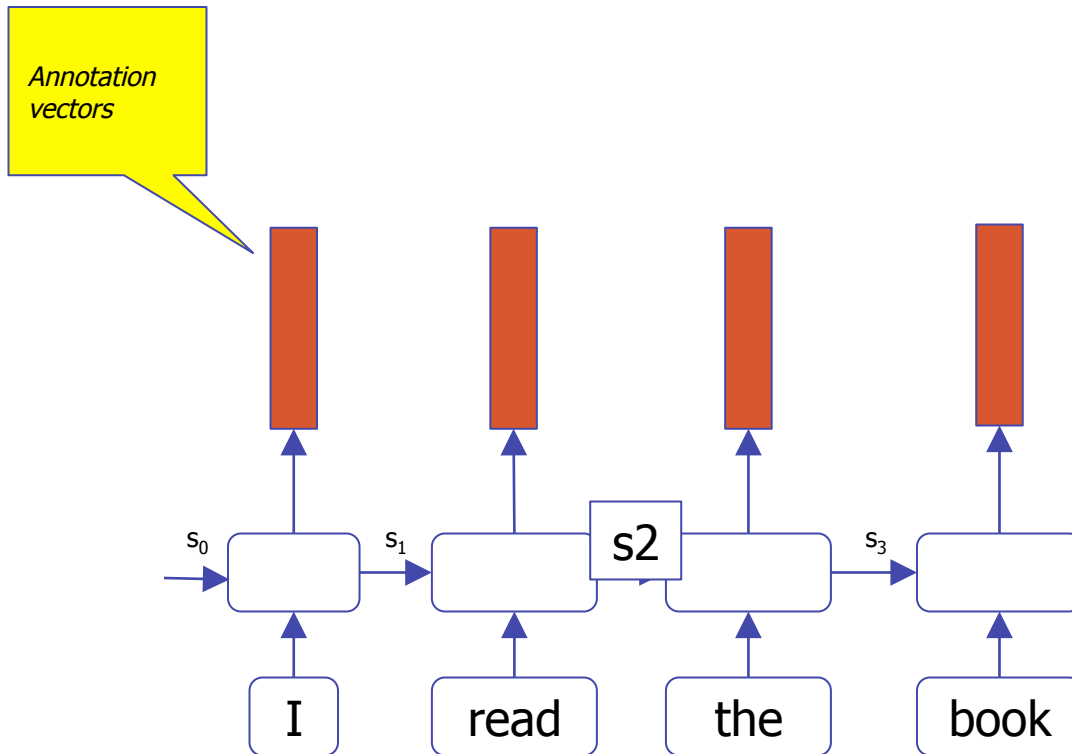 Annotation
vectors
s₀ s₁ s2 s₃
I read the book